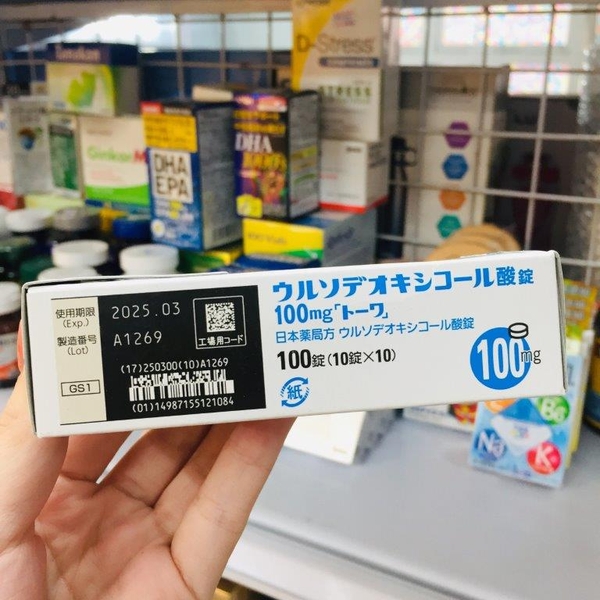 D-Stress
STRESS
Ginkor
DHA
EPA
DHA
使用期限
(Exp.)
2025.03
製造番号
(Lot)
A1269
工場用コード
GS1
(17)250300(10)A1269
(01)14987155121084
ウルソデオキシコール酸錠
100mg「トーワ」
日本薬局方 ウルソデオキシコール酸錠
100錠(10錠×10)
紙
100mg
Na
K